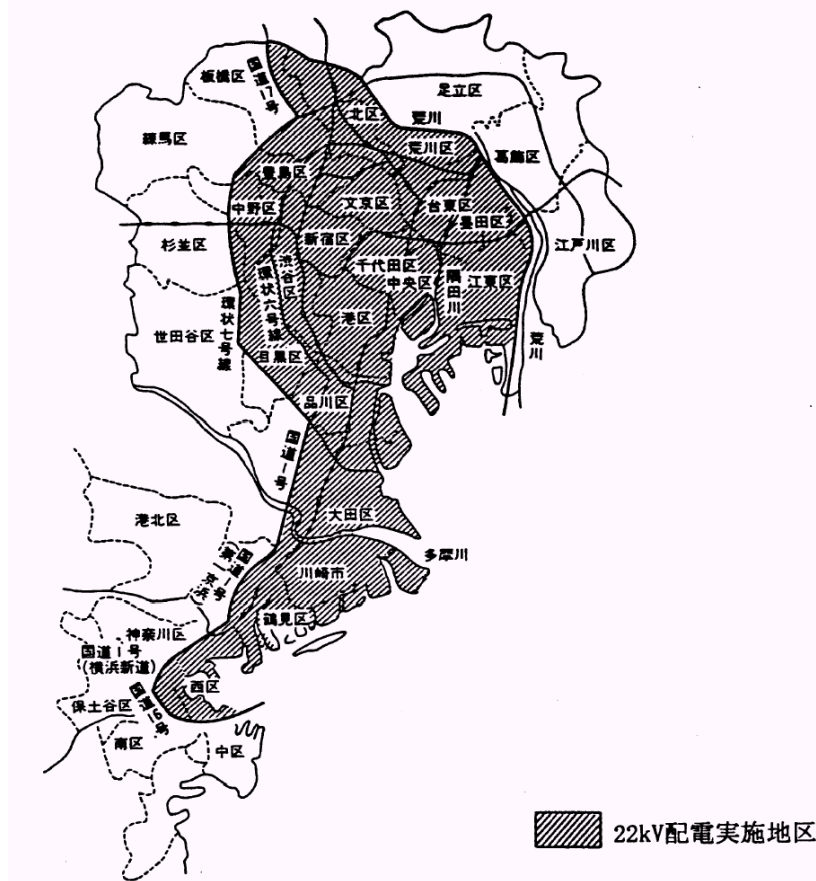 板橋区
国道17号
北区
荒川
足立区
練馬区
荒川区
葛飾区
豊島区
中野区
文京区
台東区
墨田区
杉並区
新宿区
江戸川区
渋谷区
千代田区
中央区
隅田川
江東区
環状六号線
環状七号線
港区
世田谷区
荒川
目黒区
品川区
国道1号
大田区
港北区
多摩川
国道1号
(第一京浜)
川崎市
鶴見区
神奈川区
国道1号
(横浜新道)
西区
保土谷区
国道16号
南区
中区
22kV配電実施地区